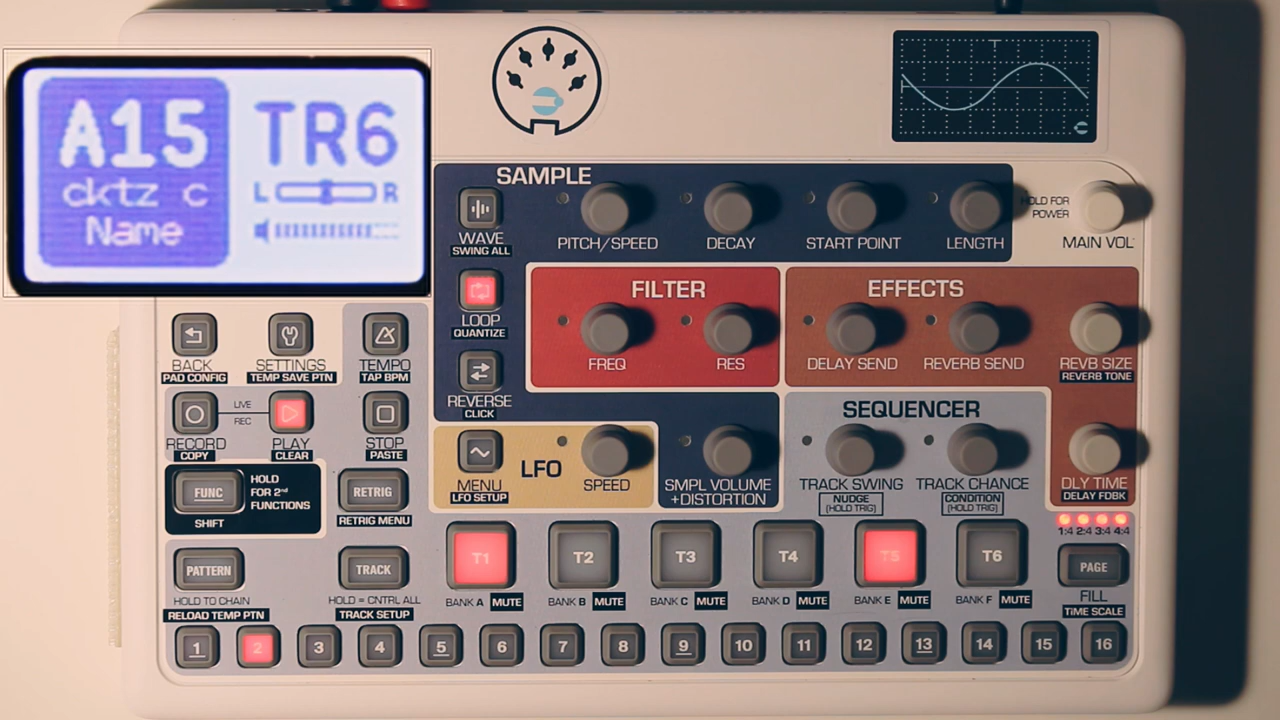 A15
cktz c
Name
TR6
L R
SAMPLE
WAVE
SWING ALL
PITCH/SPEED
DECAY
START POINT
LENGTH
HOLD FOR
POWER
MAIN VOL
LOOP
QUANTIZE
FILTER
FREQ
RES
EFFECTS
DELAY SEND
REVERB SEND
REVB SIZE
REVERB TONE
BACK
PAD CONFIG
SETTINGS
TEMP SAVE PTN
TEMPO
TAP BPM
REVERSE
CLICK
RECORD
COPY
LIVE
REC
PLAY
CLEAR
STOP
PASTE
MENU
LFO SETUP
LFO
SPEED
SMPL VOLUME
+DISTORTION
SEQUENCER
TRACK SWING
NUDGE
(HOLD TRIG)
TRACK CHANCE
CONDITION
(HOLD TRIG)
DLY TIME
DELAY FDBK
FUNC
SHIFT
HOLD
FOR 2nd
FUNCTIONS
RETRIG
RETRIG MENU
1:4 2:4 3:4 4:4
T1
BANK A MUTE
T2
BANK B MUTE
T3
BANK C MUTE
T4
BANK D MUTE
T5
BANK E MUTE
T6
BANK F MUTE
PAGE
FILL
TIME SCALE
PATTERN
HOLD TO CHAIN
RELOAD TEMP PTN
TRACK
HOLD = CNTRL ALL
TRACK SETUP
1 2 3 4 5 6 7 8 9 10 11 12 13 14 15 16